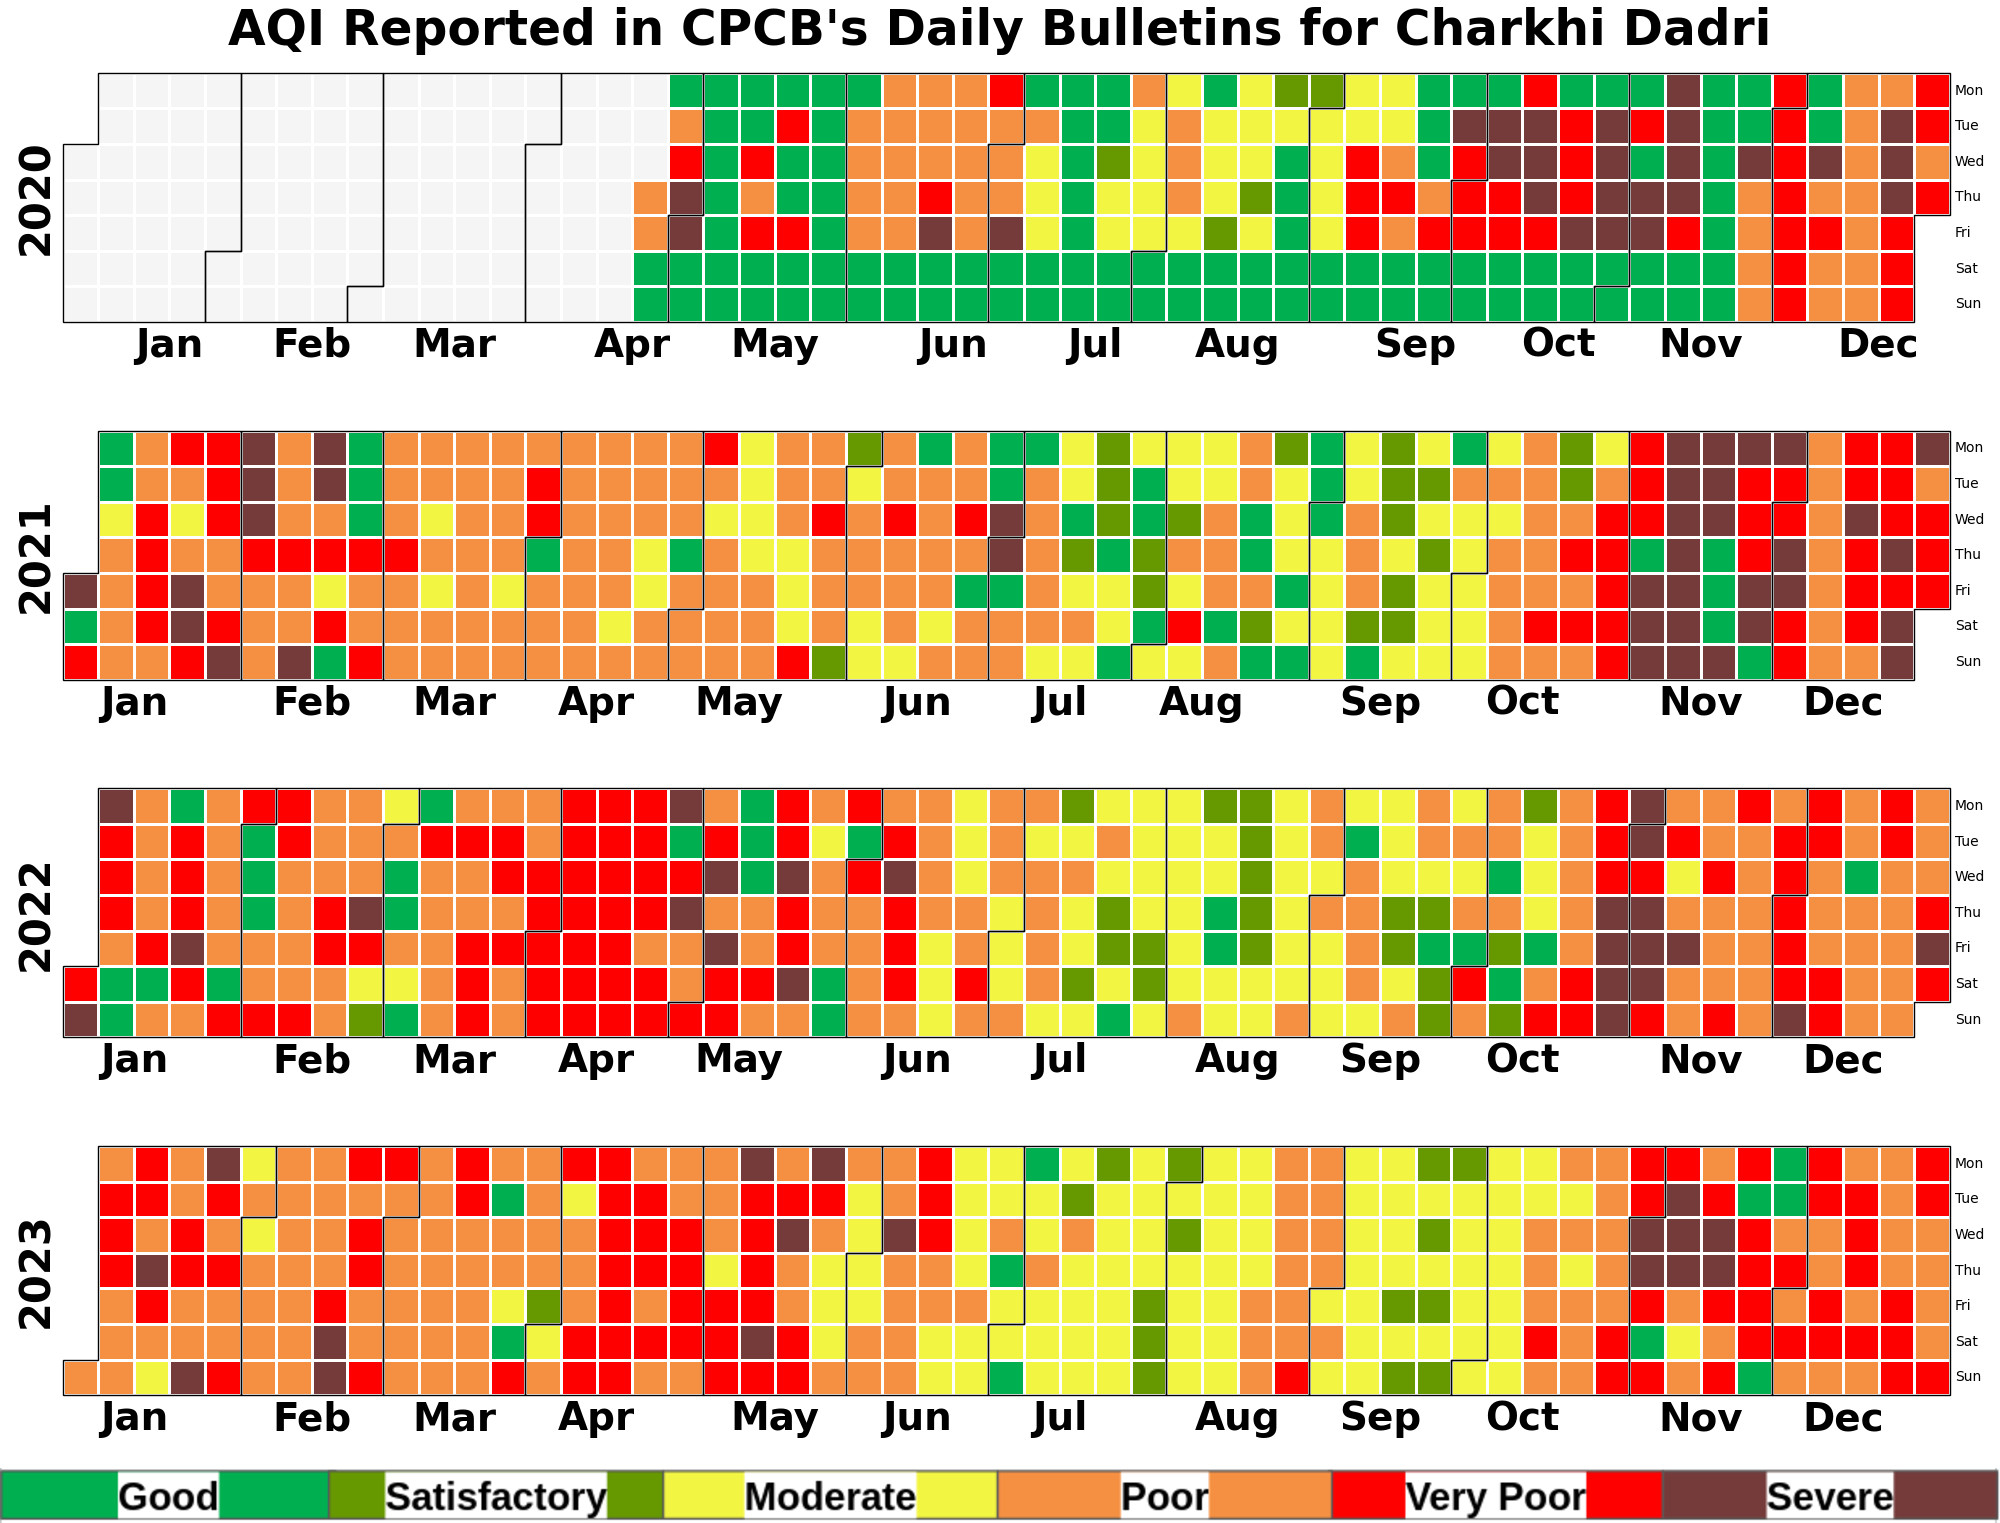 AQI Reported in CPCB's Daily Bulletins for Charkhi Dadri
2020
Mon
Tue
Wed
Thu
Fri
Sat
Sun
Jan Feb Mar Apr May Jun Jul Aug Sep Oct Nov Dec
2021
Mon
Tue
Wed
Thu
Fri
Sat
Sun
Jan Feb Mar Apr May Jun Jul Aug Sep Oct Nov Dec
2022
Mon
Tue
Wed
Thu
Fri
Sat
Sun
Jan Feb Mar Apr May Jun Jul Aug Sep Oct Nov Dec
2023
Mon
Tue
Wed
Thu
Fri
Sat
Sun
Jan Feb Mar Apr May Jun Jul Aug Sep Oct Nov Dec
Good Satisfactory Moderate Poor Very Poor Severe